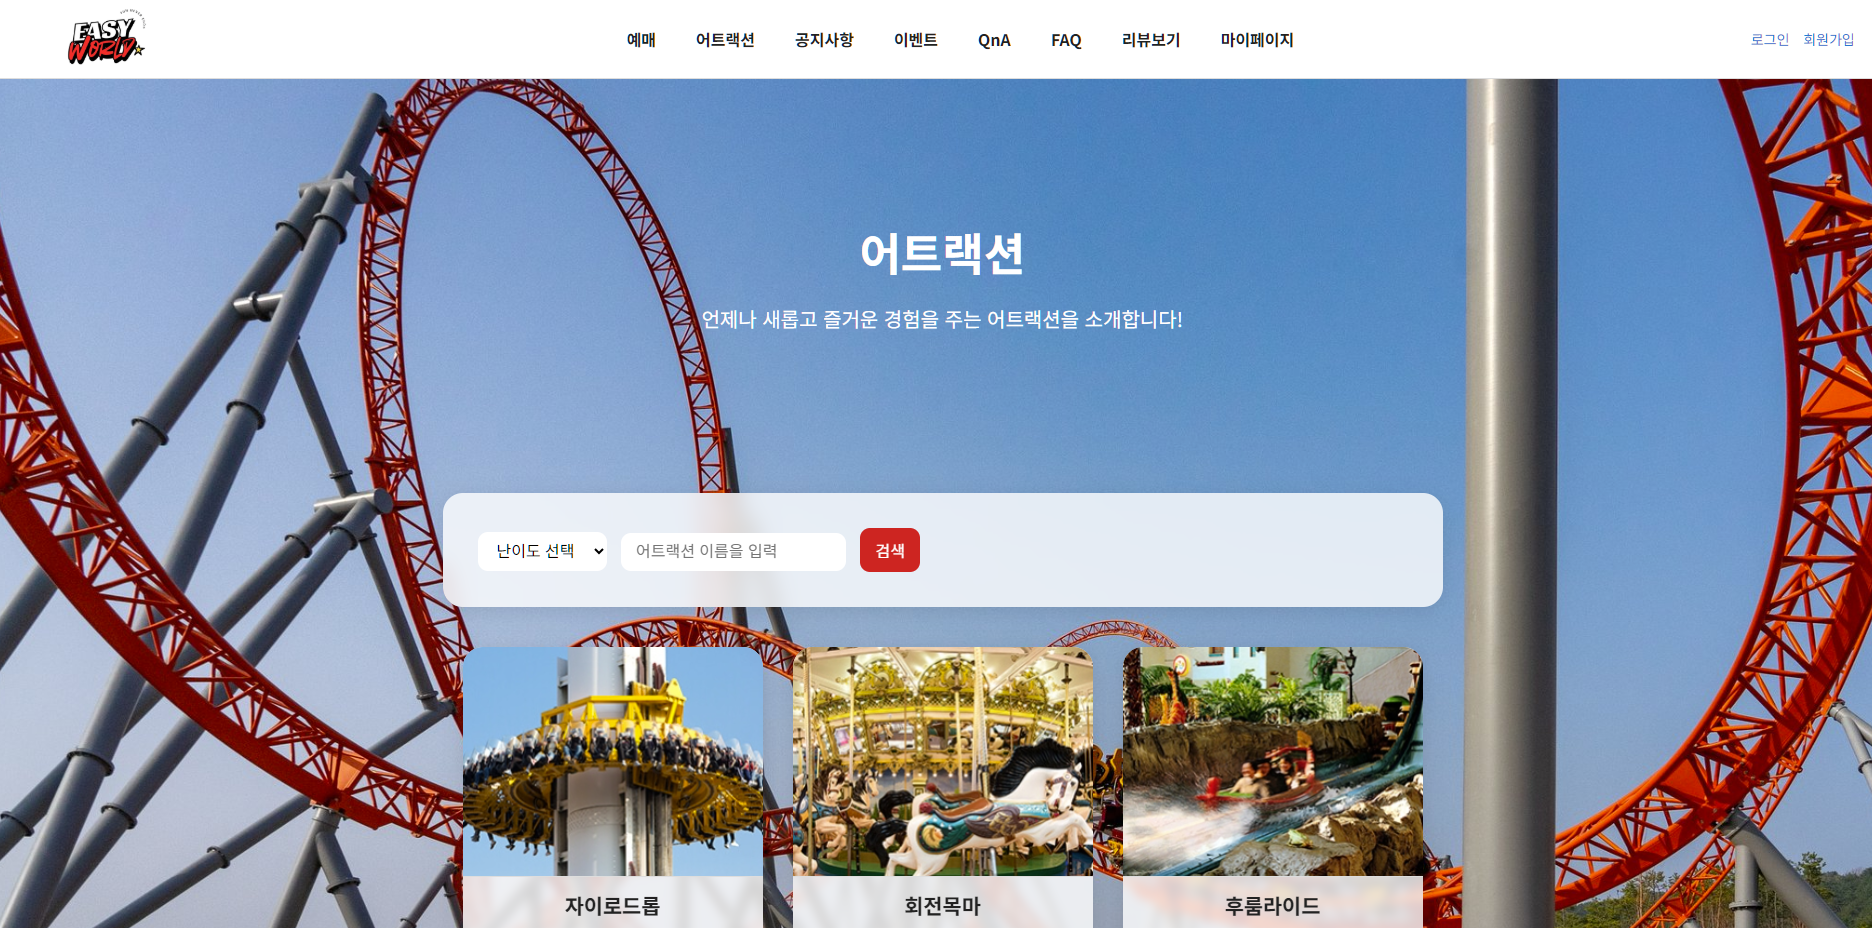 EASY
WORLD
예매
어트랙션
공지사항
이벤트
QnA
FAQ
리뷰보기
마이페이지
로그인
회원가입
어트랙션
언제나 새롭고 즐거운 경험을 주는 어트랙션을 소개합니다!
난이도 선택
어트랙션 이름을 입력
검색
자이로드롭
회전목마
후룸라이드